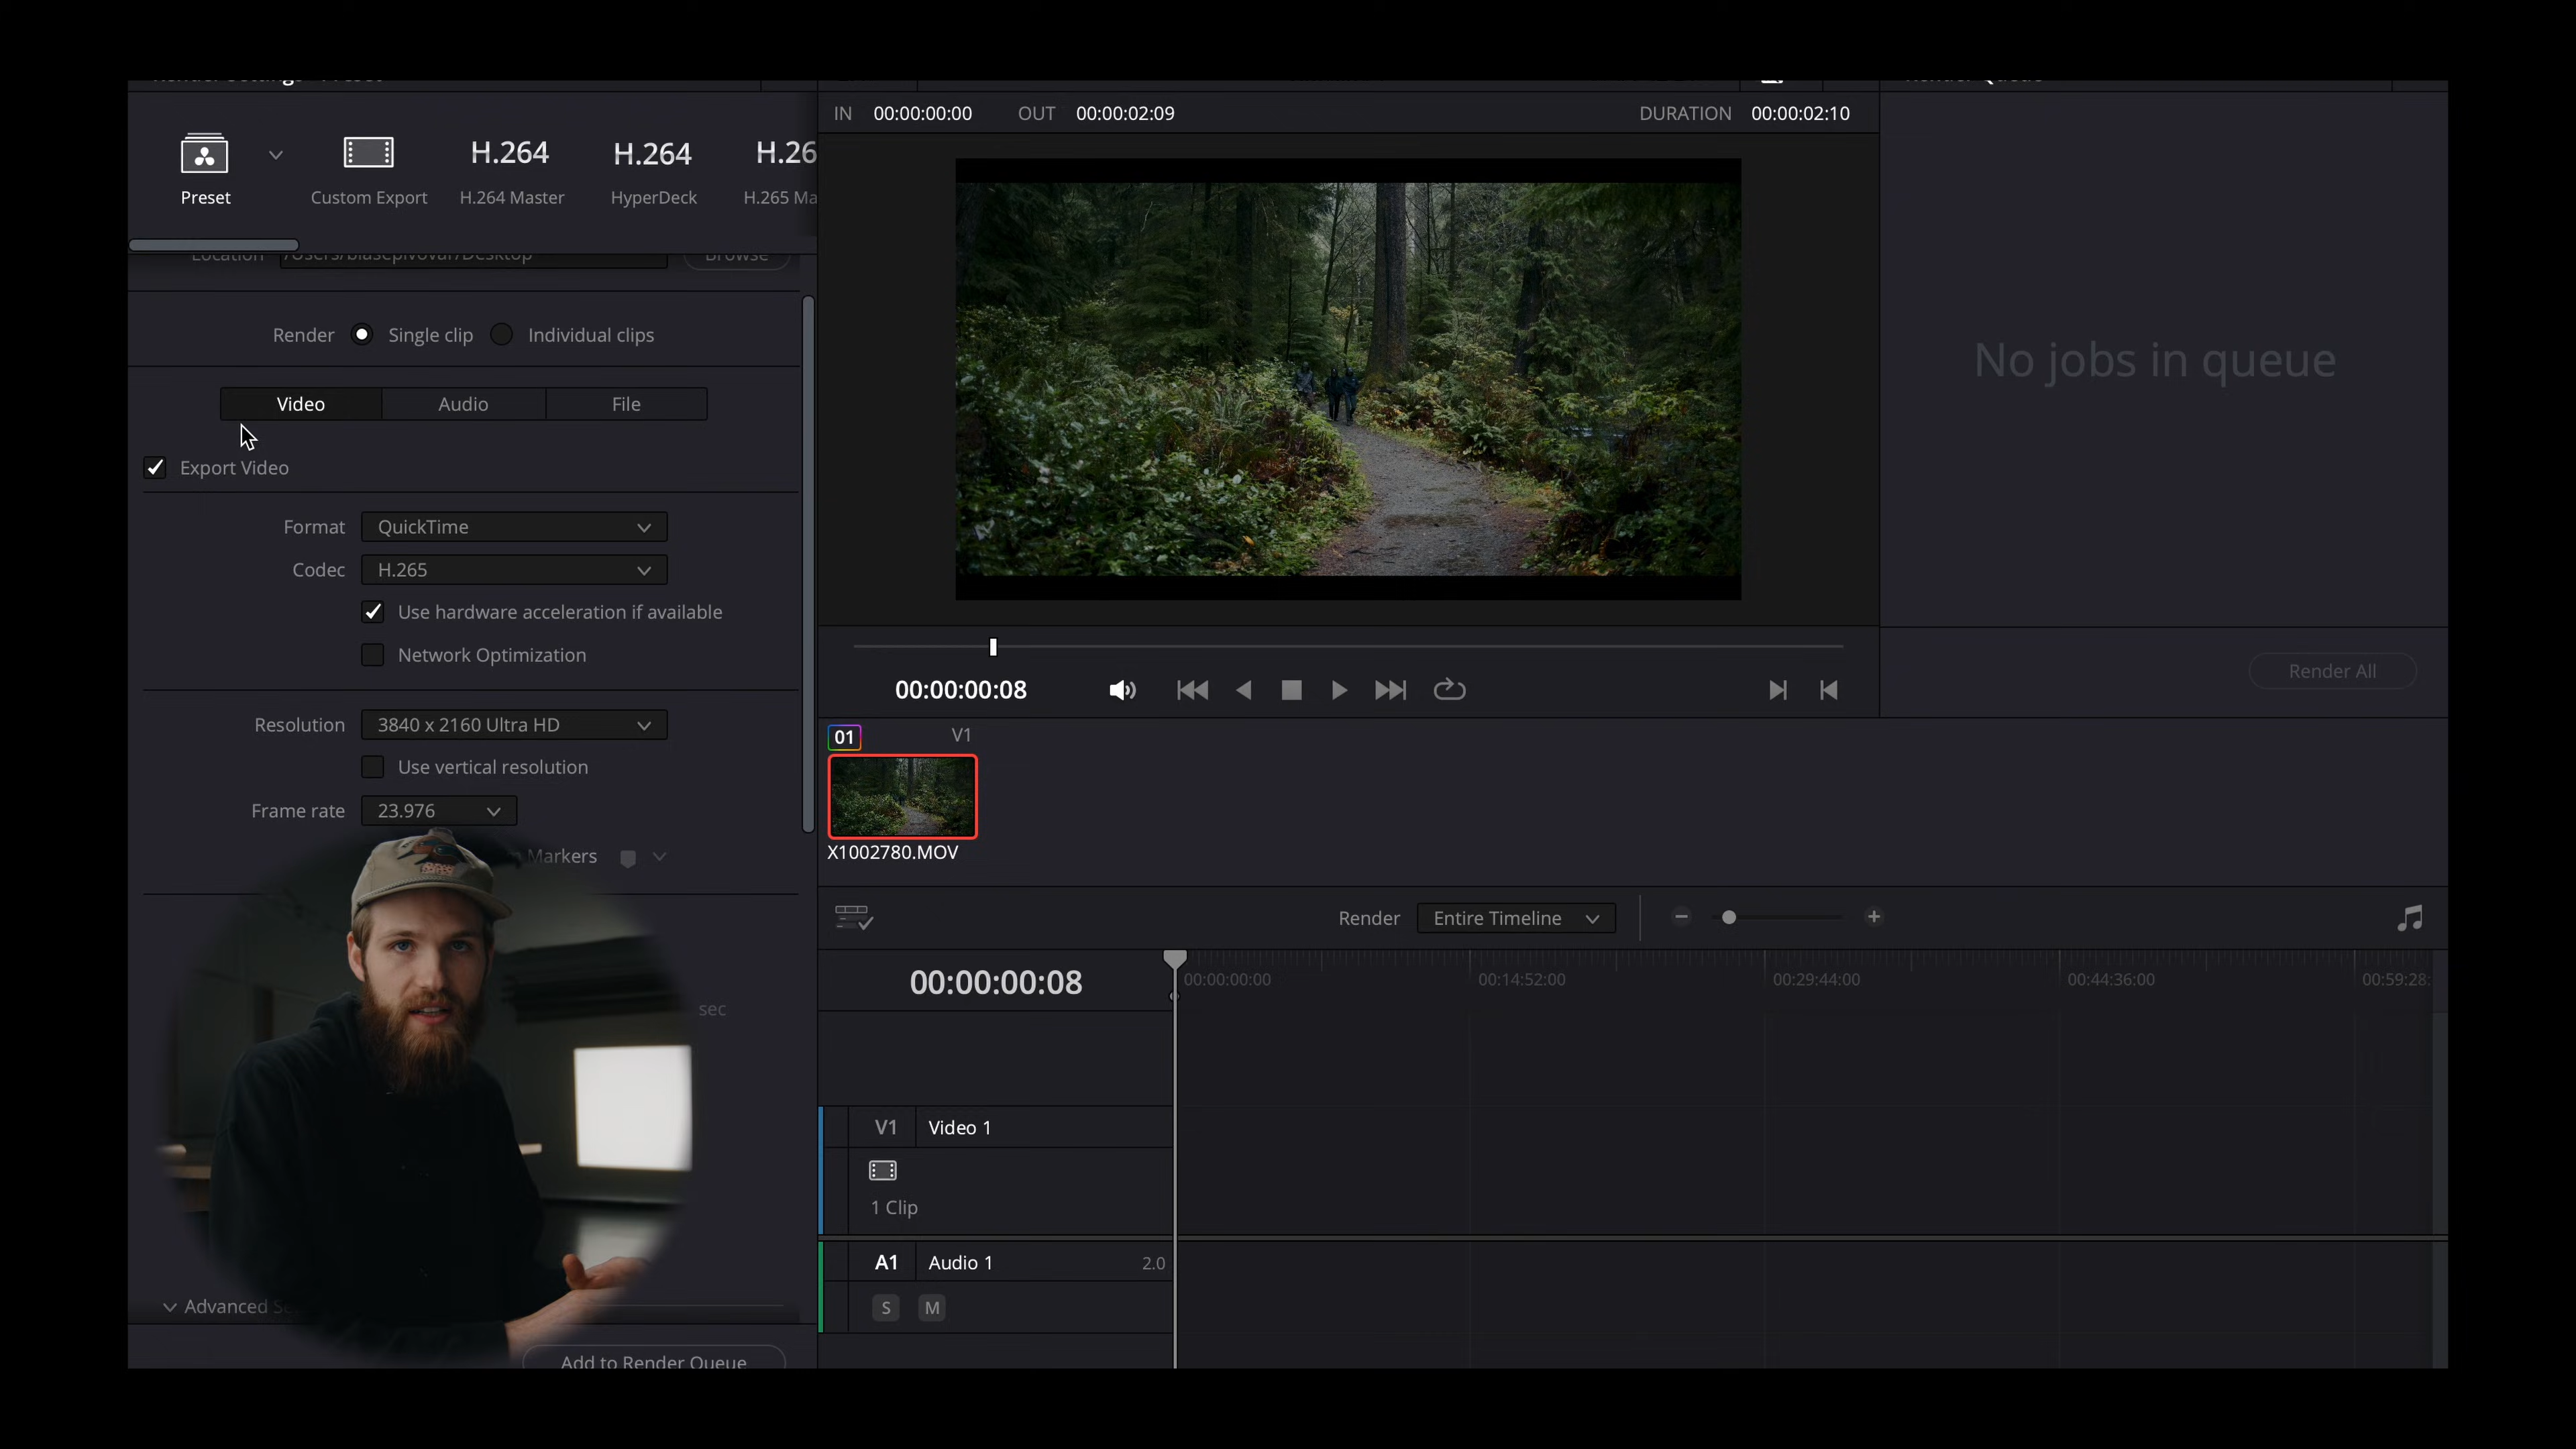 IN 00:00:00:00 OUT 00:00:02:09 DURATION 00:00:02:10
H.264 H.264 H.26
Preset Custom Export H.264 Master HyperDeck H.265 Ma
Location Browse
Render Single clip Individual clips
Video Audio File
Export Video
Format QuickTime
Codec H.265
Use hardware acceleration if available
Network Optimization
Resolution 3840 x 2160 Ultra HD
Use vertical resolution
Frame rate 23.976
Markers
sec
Advanced
Add to Render Queue
No jobs in queue
Render All
00:00:00:08
01 V1
X1002780.MOV
Render Entire Timeline
00:00:00:08 00:00:00:00 00:14:52:00 00:29:44:00 00:44:36:00 00:59:28:
V1 Video 1
1 Clip
A1 Audio 1 2.0
S M